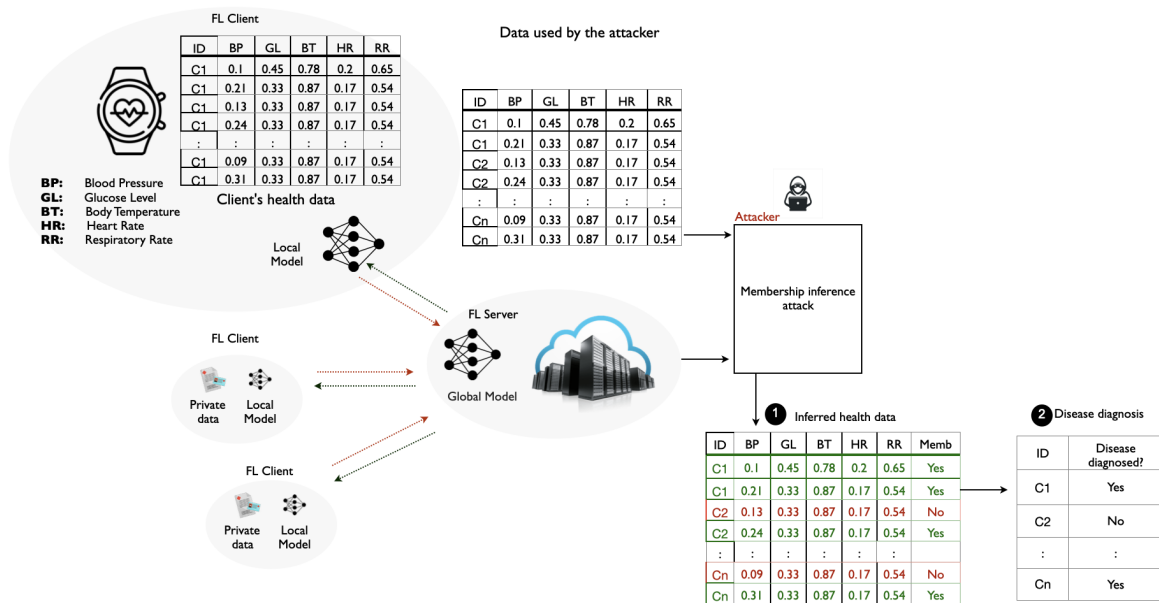 FL Client
ID BP GL BT HR RR
C1 0.1 0.45 0.78 0.2 0.65
C1 0.21 0.33 0.87 0.17 0.54
C1 0.13 0.33 0.87 0.17 0.54
C1 0.24 0.33 0.87 0.17 0.54
: : : : : :
C1 0.09 0.33 0.87 0.17 0.54
C1 0.31 0.33 0.87 0.17 0.54
BP: Blood Pressure
GL: Glucose Level
BT: Body Temperature
HR: Heart Rate
RR: Respiratory Rate
Client's health data
Local
Model
Data used by the attacker
ID BP GL BT HR RR
C1 0.1 0.45 0.78 0.2 0.65
C1 0.21 0.33 0.87 0.17 0.54
C2 0.13 0.33 0.87 0.17 0.54
C2 0.24 0.33 0.87 0.17 0.54
: : : : : :
Cn 0.09 0.33 0.87 0.17 0.54
Cn 0.31 0.33 0.87 0.17 0.54
Attacker
Membership inference
attack
FL Server
Global Model
FL Client
Private
data
Local
Model
FL Client
Private
data
Local
Model
1 Inferred health data
ID BP GL BT HR RR Memb
C1 0.1 0.45 0.78 0.2 0.65 Yes
C1 0.21 0.33 0.87 0.17 0.54 Yes
C2 0.13 0.33 0.87 0.17 0.54 No
C2 0.24 0.33 0.87 0.17 0.54 Yes
: : : : : :
Cn 0.09 0.33 0.87 0.17 0.54 No
Cn 0.31 0.33 0.87 0.17 0.54 Yes
2 Disease diagnosis
ID Disease
diagnosed?
C1 Yes
C2 No
: :
Cn Yes